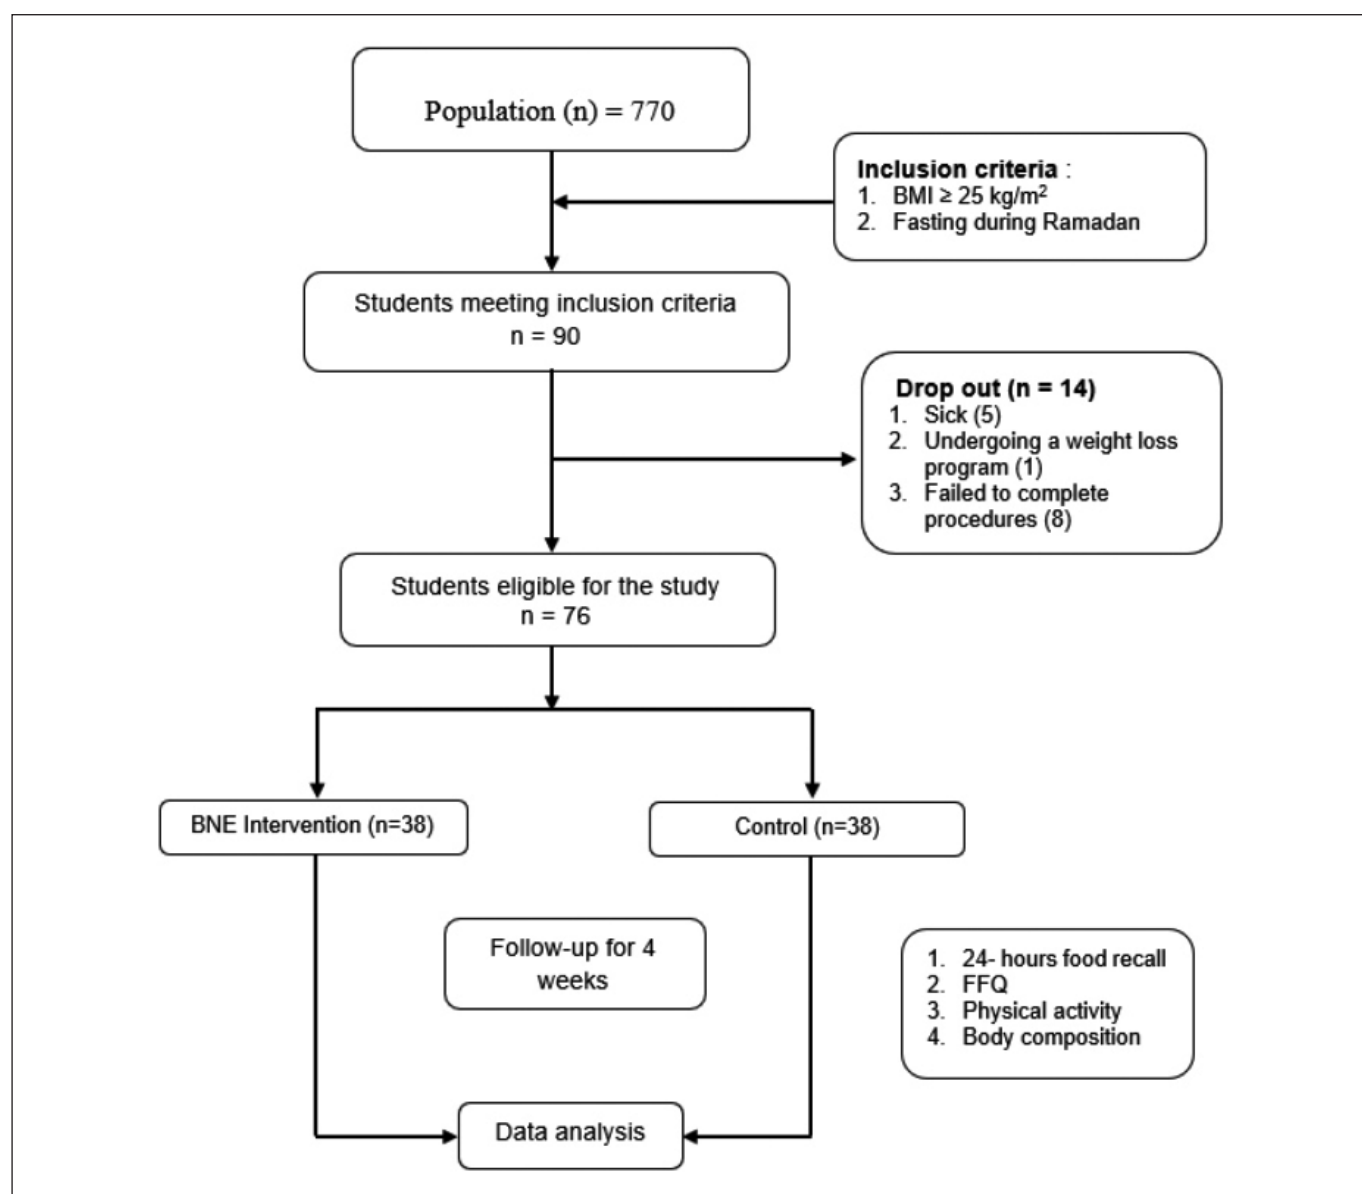 Population (n) = 770
Inclusion criteria :
1. BMI ≥ 25 kg/m²
2. Fasting during Ramadan
Students meeting inclusion criteria
n = 90
Drop out (n = 14)
1. Sick (5)
2. Undergoing a weight loss
program (1)
3. Failed to complete
procedures (8)
Students eligible for the study
n = 76
BNE Intervention (n=38)
Control (n=38)
Follow-up for 4
weeks
1. 24- hours food recall
2. FFQ
3. Physical activity
4. Body composition
Data analysis